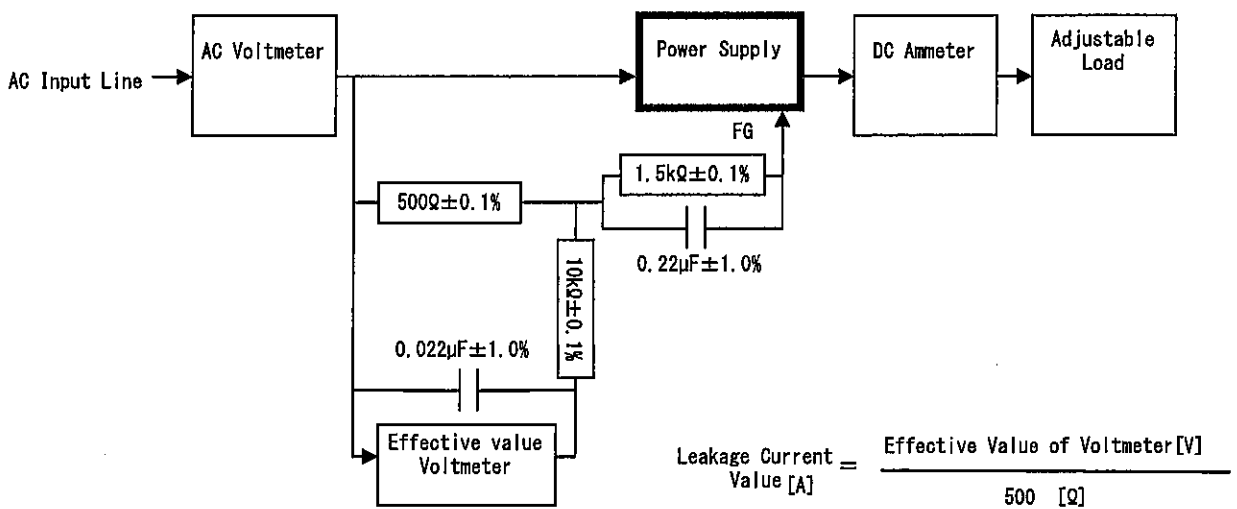 AC Voltmeter
Power Supply
DC Ammeter
Adjustable
Load
AC Input Line
FG
1.5kΩ±0.1%
500Ω±0.1%
0.22μF±1.0%
10kΩ±0.1%
0.022μF±1.0%
Effective value
Voltmeter
Leakage Current
Value [A]
=
Effective Value of Voltmeter[V]
500 [Ω]